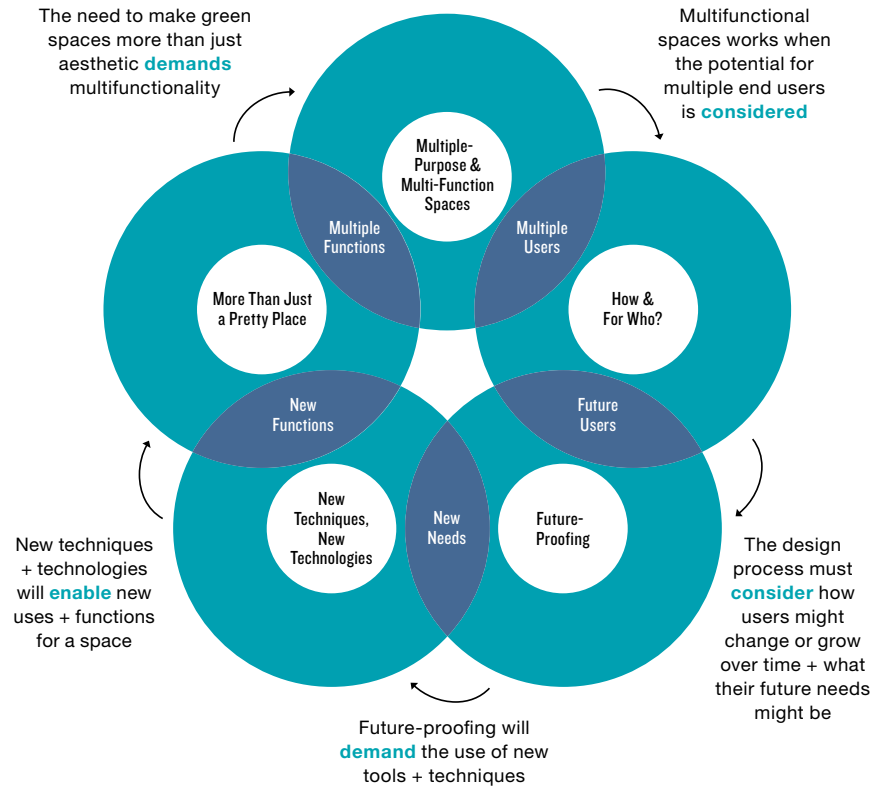 The need to make green
spaces more than just
aesthetic demands
multifunctionality
Multifunctional
spaces works when
the potential for
multiple end users
is considered
Multiple-
Purpose &
Multi-Function
Spaces
Multiple
Functions
Multiple
Users
More Than Just
a Pretty Place
How &
For Who?
New
Functions
Future
Users
New
Techniques,
New
Technologies
New
Needs
Future-
Proofing
New techniques
+ technologies
will enable new
uses + functions
for a space
The design
process must
consider how
users might
change or grow
over time + what
their future needs
might be
Future-proofing will
demand the use of new
tools + techniques